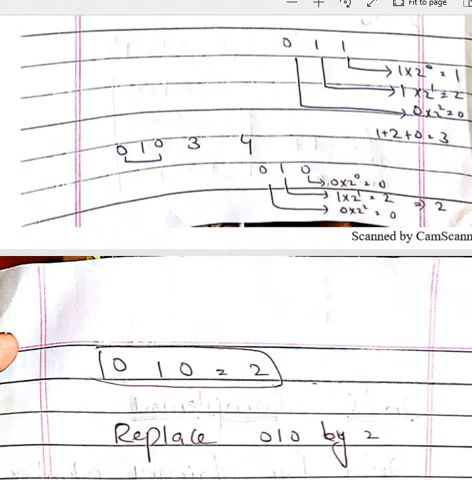 Fit to page
0 1 1
1x2⁰ = 1
1x2¹ = 2
0x2² = 0
1+2+0=3
0 1 0 3 4
0 1 0
0x2⁰ = 0
1x2¹ = 2 ⇒ 2
0x2² = 0
Scanned by CamScann
0 1 0 = 2
Replace 010 by 2